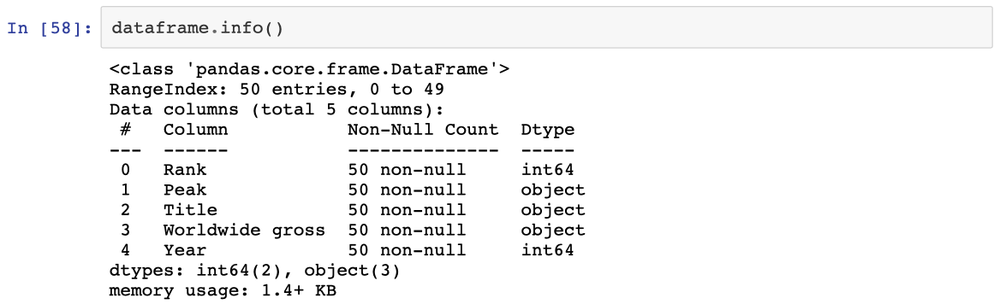 In [58]: dataframe.info()
<class 'pandas.core.frame.DataFrame'>
RangeIndex: 50 entries, 0 to 49
Data columns (total 5 columns):
 #   Column           Non-Null Count  Dtype
---  ------           --------------  -----
 0   Rank             50 non-null     int64
 1   Peak             50 non-null     object
 2   Title            50 non-null     object
 3   Worldwide gross  50 non-null     object
 4   Year             50 non-null     int64
dtypes: int64(2), object(3)
memory usage: 1.4+ KB